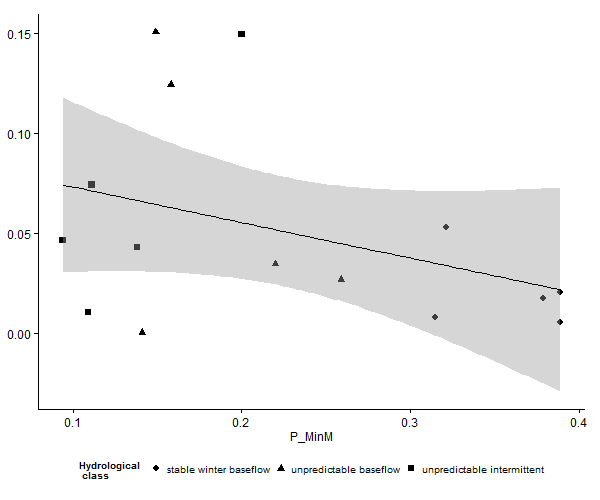 0.15
0.10
0.05
0.00
0.1 0.2 0.3 0.4
P_MinM
Hydrological class stable winter baseflow unpredictable baseflow unpredictable intermittent